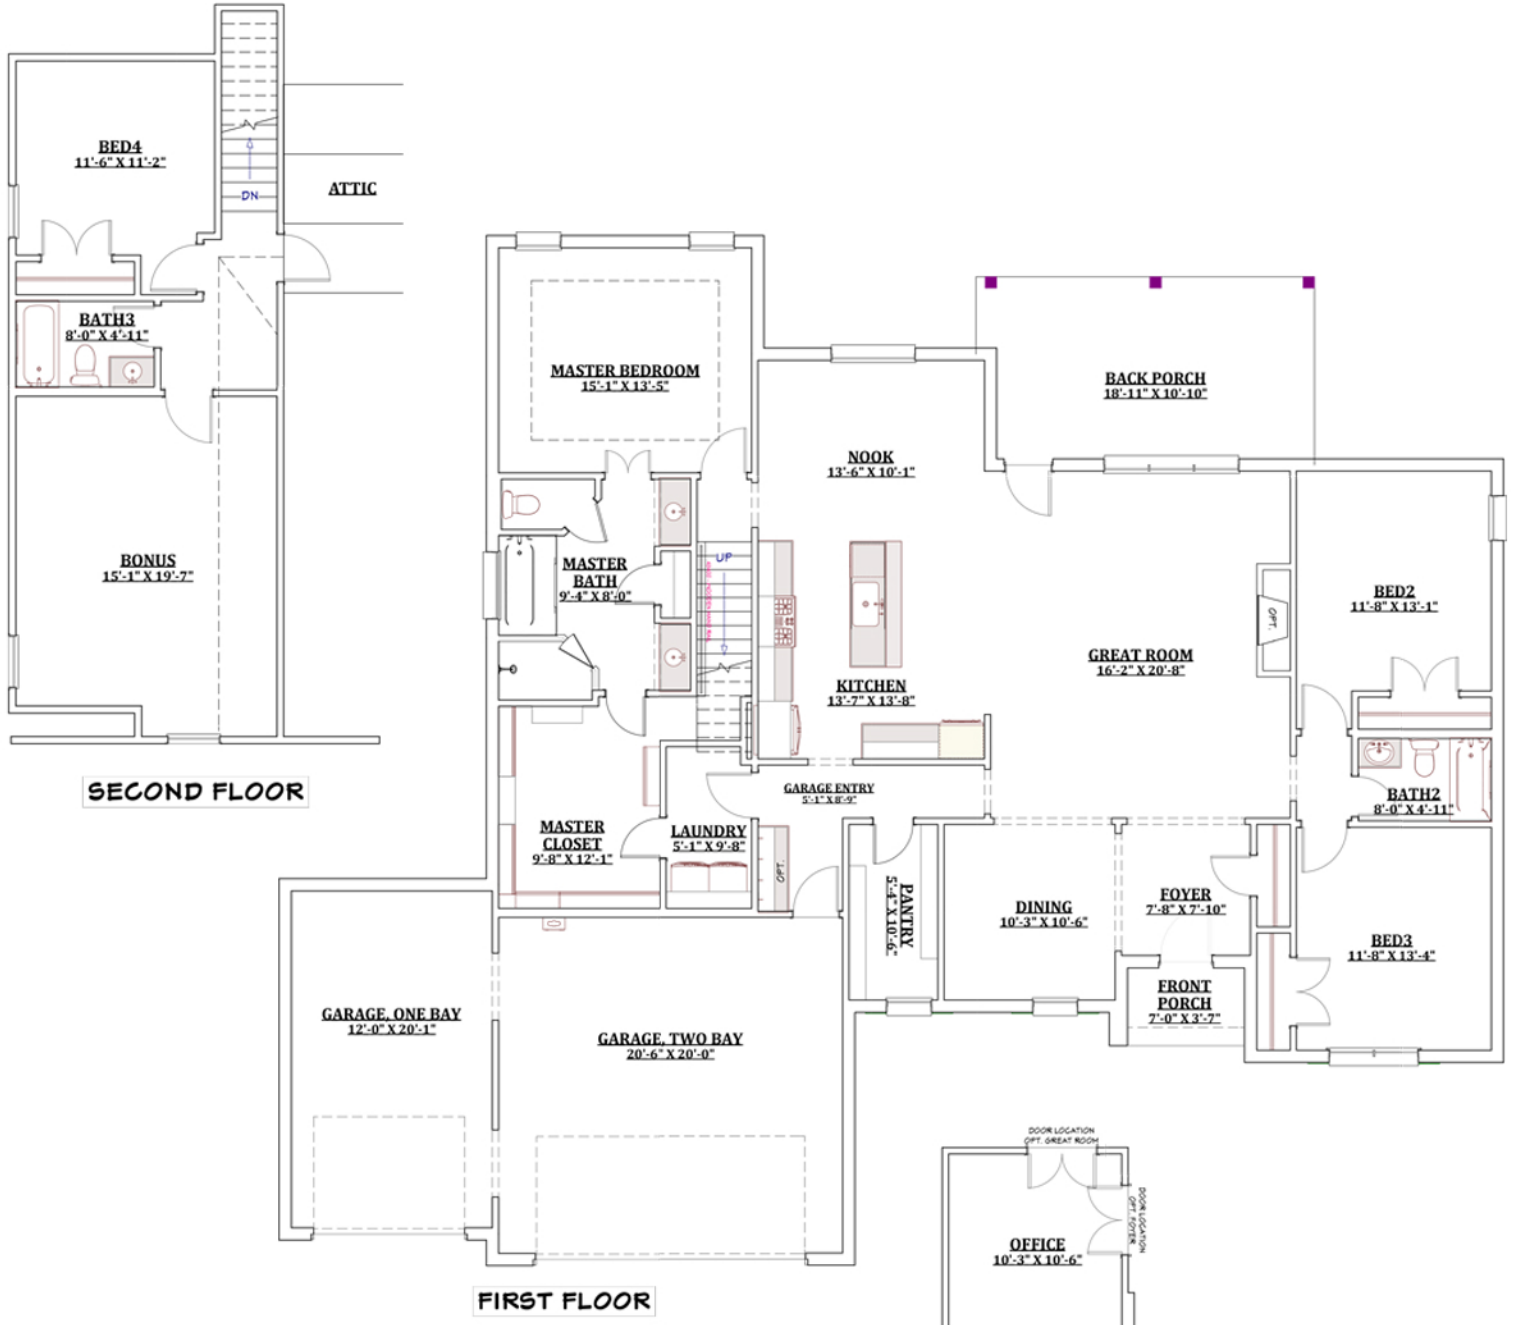 BED4
11'-6" X 11'-2"
DN
ATTIC
BATH3
8'-0" X 4'-11"
BONUS
15'-1" X 19'-7"
SECOND FLOOR
MASTER BEDROOM
15'-1" X 13'-5"
BACK PORCH
18'-11" X 10'-10"
NOOK
13'-6" X 10'-1"
MASTER
BATH
9'-4" X 8'-0"
UP
BED2
11'-8" X 13'-1"
OPT.
GREAT ROOM
16'-2" X 20'-8"
KITCHEN
13'-7" X 13'-8"
GARAGE ENTRY
5'-1" X 8'-9"
BATH2
8'-0" X 4'-11"
MASTER
CLOSET
9'-8" X 12'-1"
LAUNDRY
5'-1" X 9'-8"
OPT.
PANTRY
5'-4" X 10'-6"
DINING
10'-3" X 10'-6"
FOYER
7'-8" X 7'-10"
BED3
11'-8" X 13'-4"
FRONT
PORCH
7'-0" X 3'-7"
GARAGE, ONE BAY
12'-0" X 20'-1"
GARAGE, TWO BAY
20'-6" X 20'-0"
DOOR LOCATION
OPT. GREAT ROOM
DOOR LOCATION
OPT. FOYER
OFFICE
10'-3" X 10'-6"
FIRST FLOOR